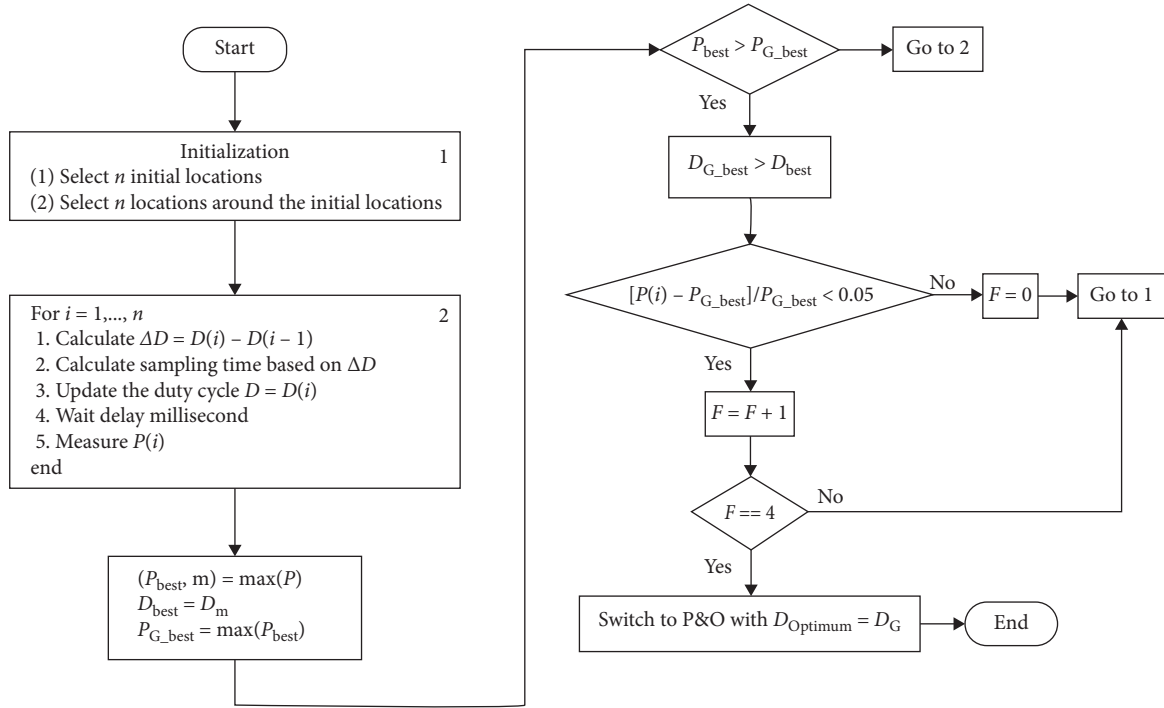 Start
Initialization
1
(1) Select n initial locations
(2) Select n locations around the initial locations
For i = 1,..., n
2
1. Calculate ΔD = D(i) – D(i – 1)
2. Calculate sampling time based on ΔD
3. Update the duty cycle D = D(i)
4. Wait delay millisecond
5. Measure P(i)
end
(P_best, m) = max(P)
D_best = D_m
P_G_best = max(P_best)
P_best > P_G_best
Go to 2
Yes
D_G_best > D_best
[P(i) – P_G_best]/P_G_best < 0.05
No
F = 0
Go to 1
Yes
F = F + 1
F == 4
No
Yes
Switch to P&O with D_Optimum = D_G
End